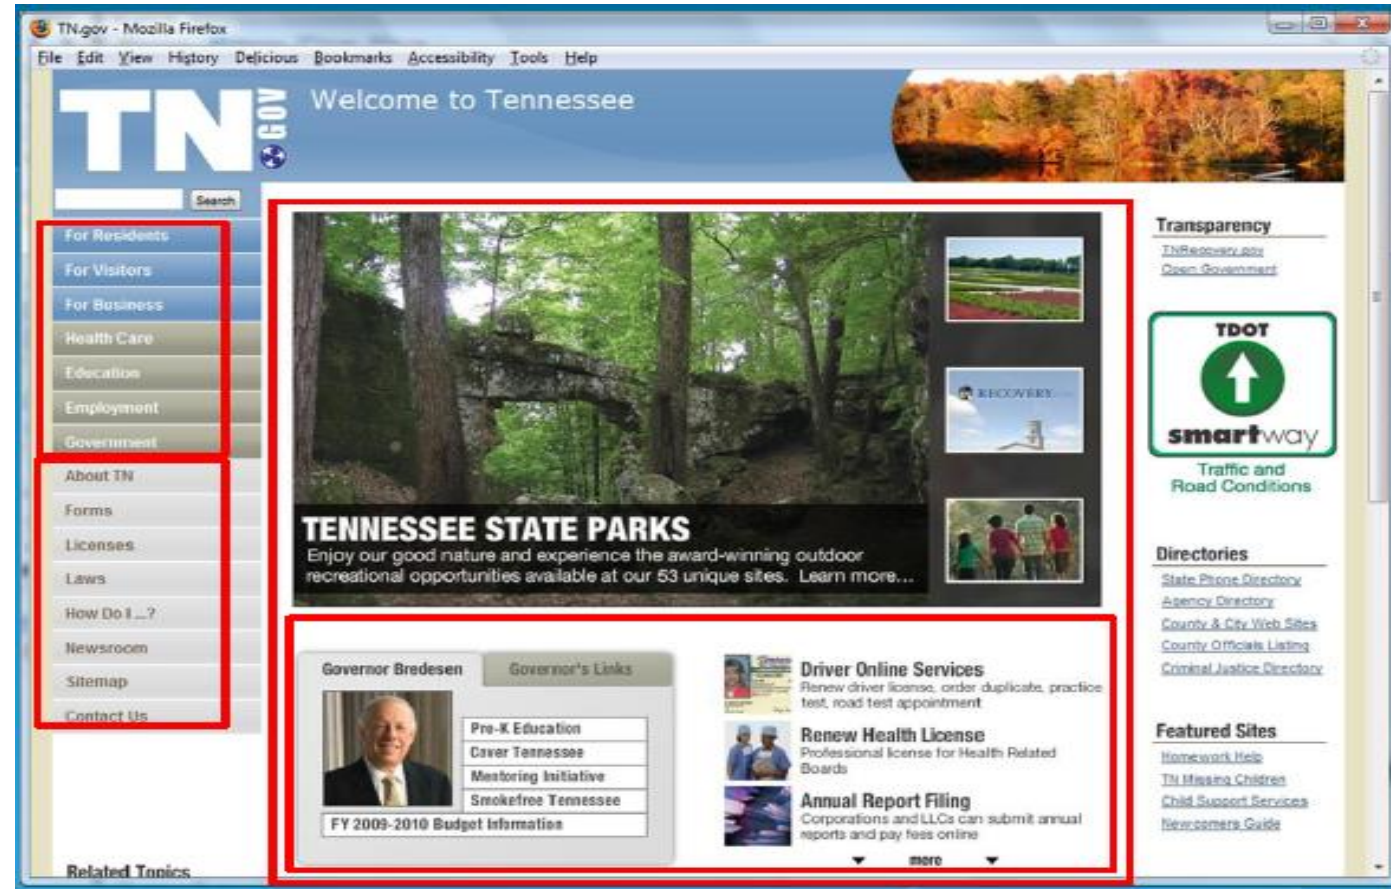 TN.gov - Mozilla Firefox
File Edit View History Delicious Bookmarks Accessibility Tools Help
TN.GOV
Welcome to Tennessee
Search
For Residents
For Visitors
For Business
Health Care
Education
Employment
Government
About TN
Forms
Licenses
Laws
How Do I ...?
Newsroom
Sitemap
Contact Us
Related Topics
RECOVERY
TENNESSEE STATE PARKS
Enjoy our good nature and experience the award-winning outdoor
recreational opportunities available at our 53 unique sites. Learn more...
Governor Bredesen
Governor's Links
Pre-K Education
Cover Tennessee
Mentoring Initiative
Smokefree Tennessee
FY 2009-2010 Budget Information
Driver Online Services
Renew driver license, order duplicate, practice
test, road test appointment
Renew Health License
Professional license for Health Related
Boards
Annual Report Filing
Corporations and LLCs can submit annual
reports and pay fees online
more
Transparency
TNRecovery.gov
Open Government
TDOT
smartway
Traffic and
Road Conditions
Directories
State Phone Directory
Agency Directory
County & City Web Sites
County Officials Listing
Criminal Justice Directory
Featured Sites
Homework Help
TN Missing Children
Child Support Services
Newcomers Guide